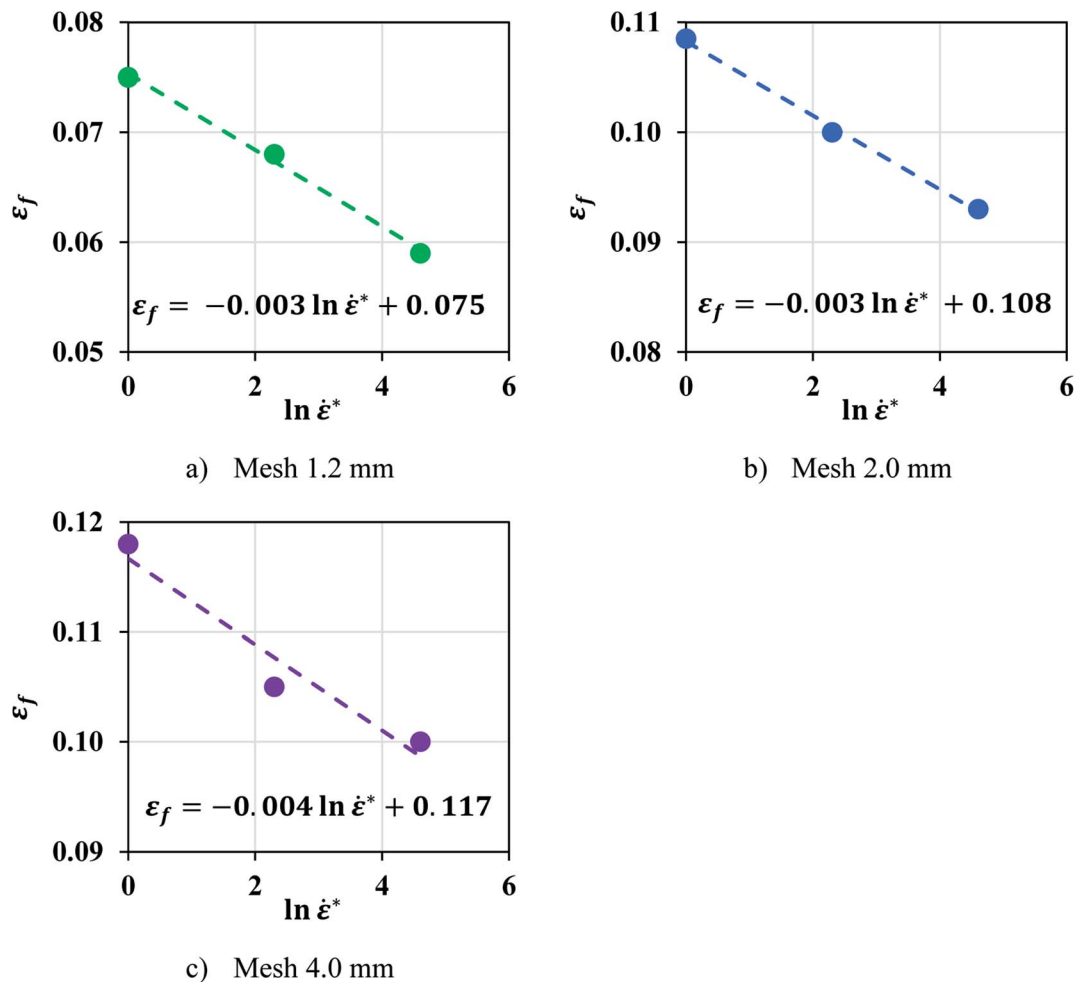 0.08
0.07
0.06
0.05
ε_f
ε_f = −0.003 ln ε̇* + 0.075
0 2 4 6
ln ε̇*
a) Mesh 1.2 mm
0.11
0.10
0.09
0.08
ε_f
ε_f = −0.003 ln ε̇* + 0.108
0 2 4 6
ln ε̇*
b) Mesh 2.0 mm
0.12
0.11
0.10
0.09
ε_f
ε_f = −0.004 ln ε̇* + 0.117
0 2 4 6
ln ε̇*
c) Mesh 4.0 mm